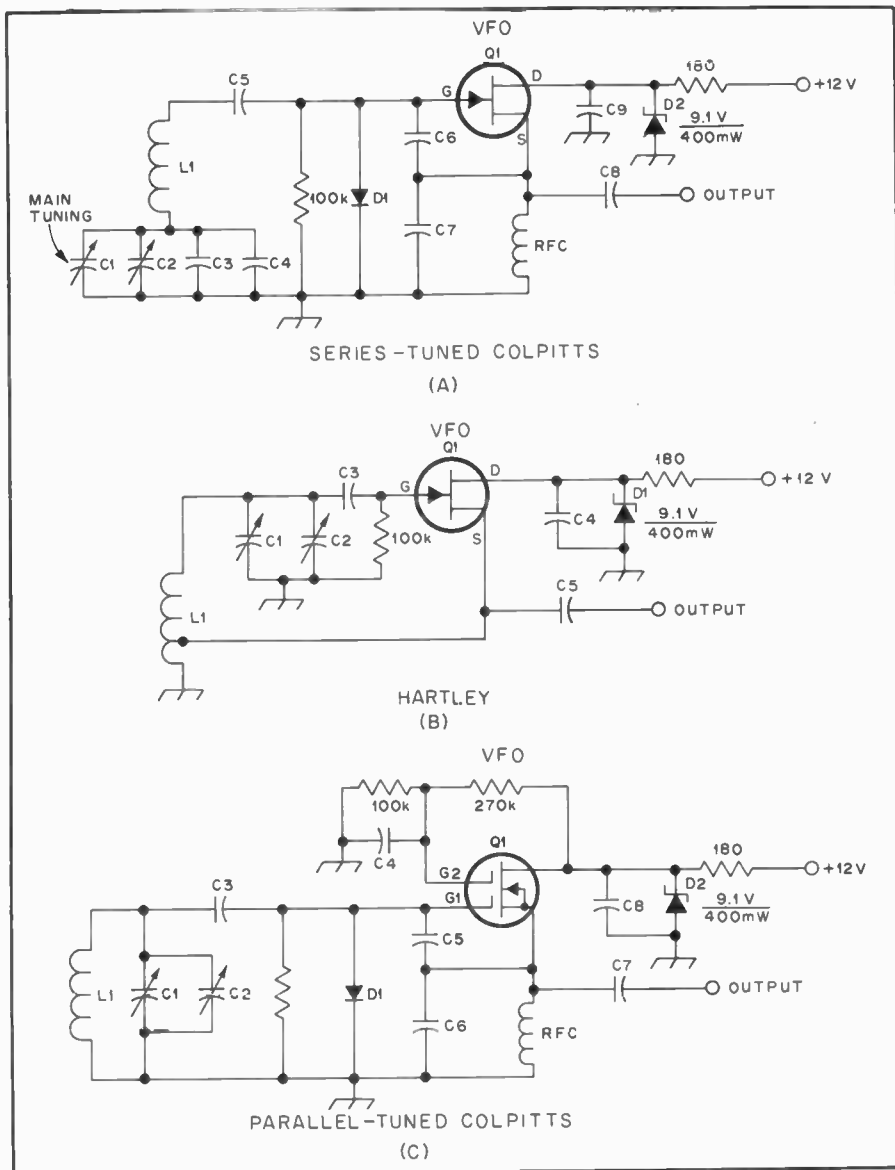 VFO
Q1
C5
G
D
S
180
+12 V
C6
C9
D2
9.1 V
400mW
L1
MAIN
TUNING
C1
C2
C3
C4
100k
D1
C7
C8
OUTPUT
RFC
SERIES-TUNED COLPITTS
(A)
VFO
Q1
C3
G
D
S
180
+12 V
C1
C2
100k
C4
D1
9.1 V
400mW
L1
C5
OUTPUT
HARTLEY
(B)
VFO
100k
270k
C4
Q1
G2
G1
180
+12V
C3
C8
D2
9.1 V
400mW
L1
C1
C2
D1
C5
C6
C7
OUTPUT
RFC
PARALLEL-TUNED COLPITTS
(C)